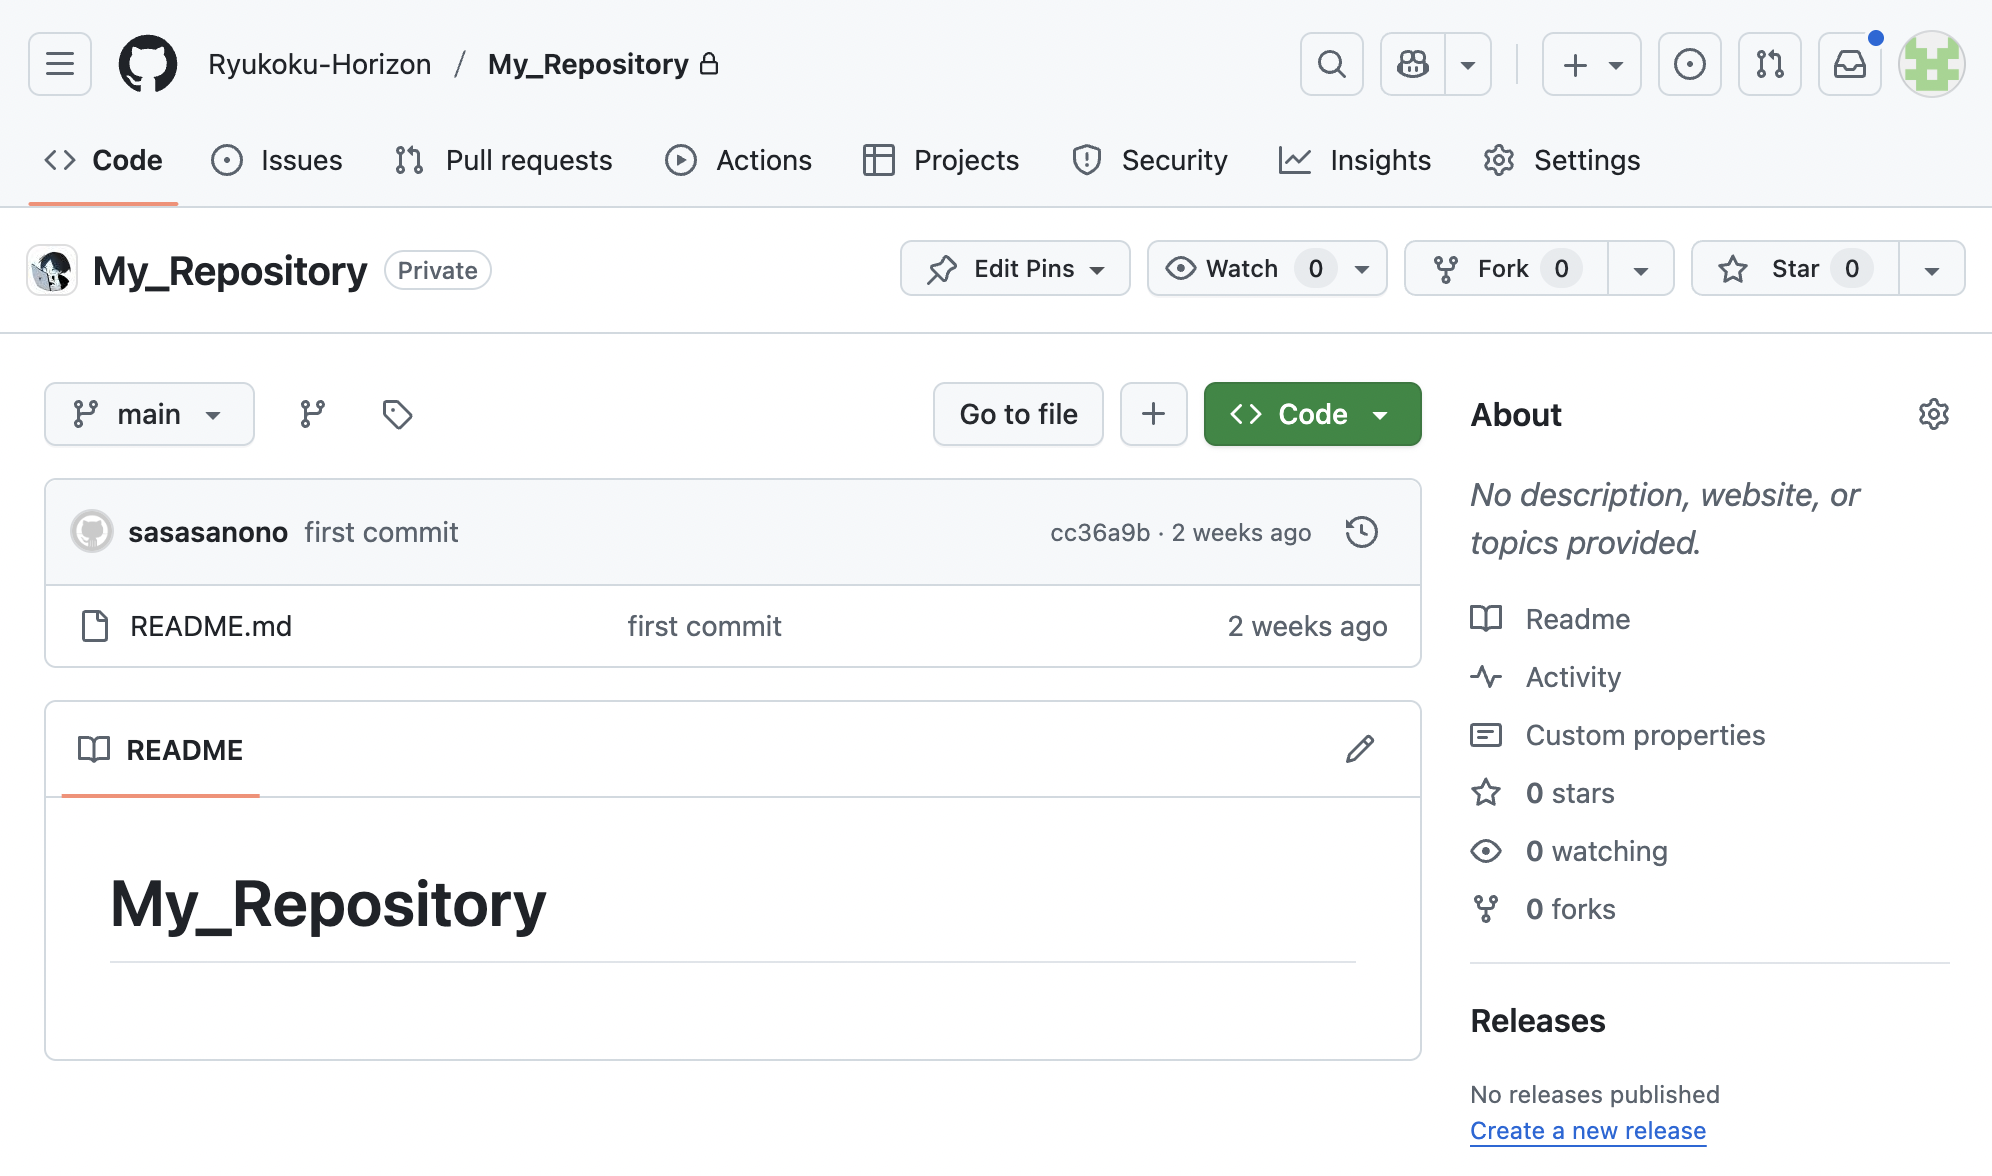 Ryukoku-Horizon / My_Repository
Code Issues Pull requests Actions Projects Security Insights Settings
My_Repository Private Edit Pins Watch 0 Fork 0 Star 0
main Go to file Code
sasasanono first commit cc36a9b · 2 weeks ago
README.md first commit 2 weeks ago
README
My_Repository
About
No description, website, or
topics provided.
Readme
Activity
Custom properties
0 stars
0 watching
0 forks
Releases
No releases published
Create a new release